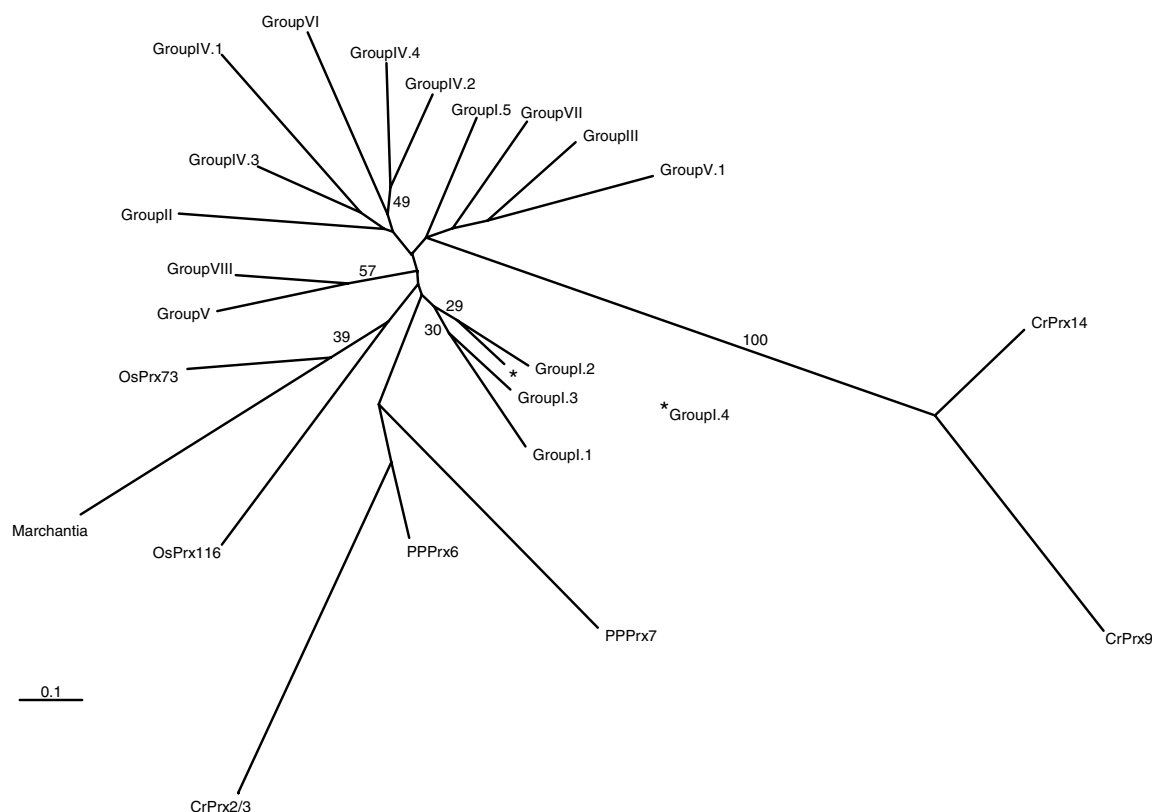 GroupVI
GroupIV.1
GroupIV.4
GroupIV.2
GroupI.5
GroupVII
GroupIII
GroupIV.3
GroupV.1
49
GroupII
GroupVIII
57
GroupV
29
30
CrPrx14
39
100
OsPrx73
GroupI.2
*
GroupI.3
*GroupI.4
GroupI.1
Marchantia
OsPrx116
PPPrx6
PPPrx7
CrPrx9
0.1
CrPrx2/3